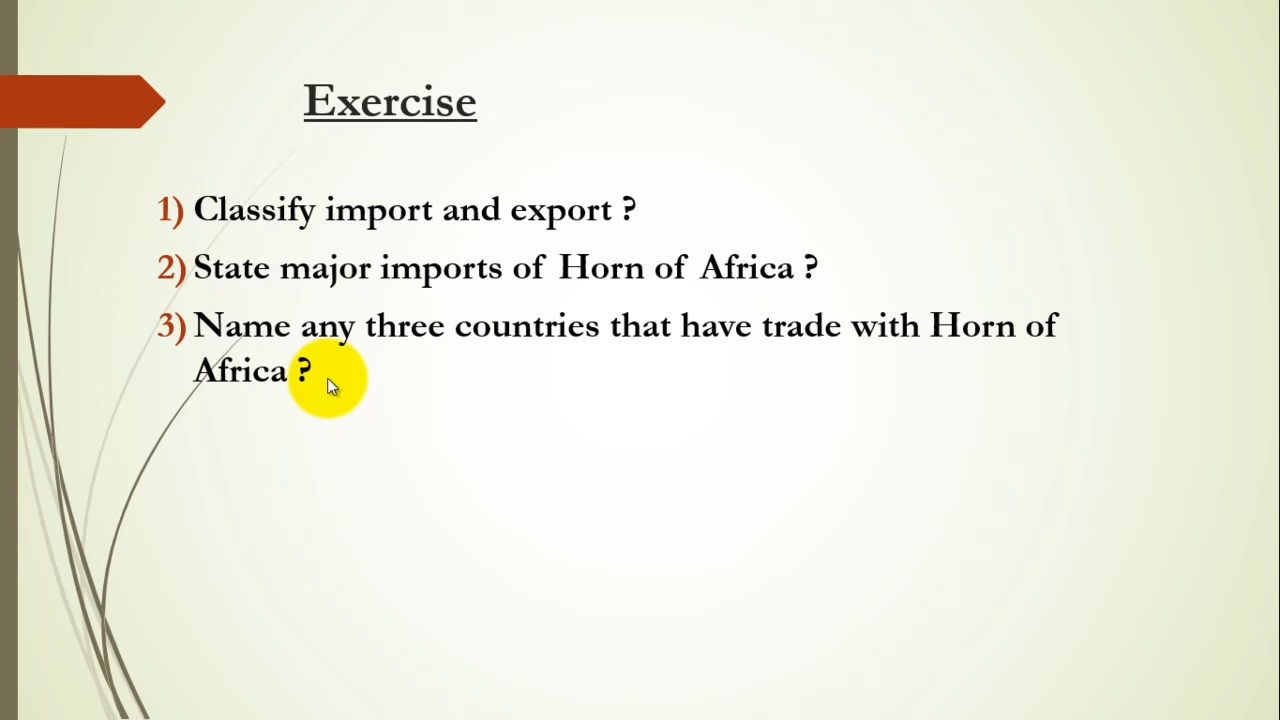 Exercise
1) Classify import and export ?
2) State major imports of Horn of Africa ?
3) Name any three countries that have trade with Horn of
Africa ?